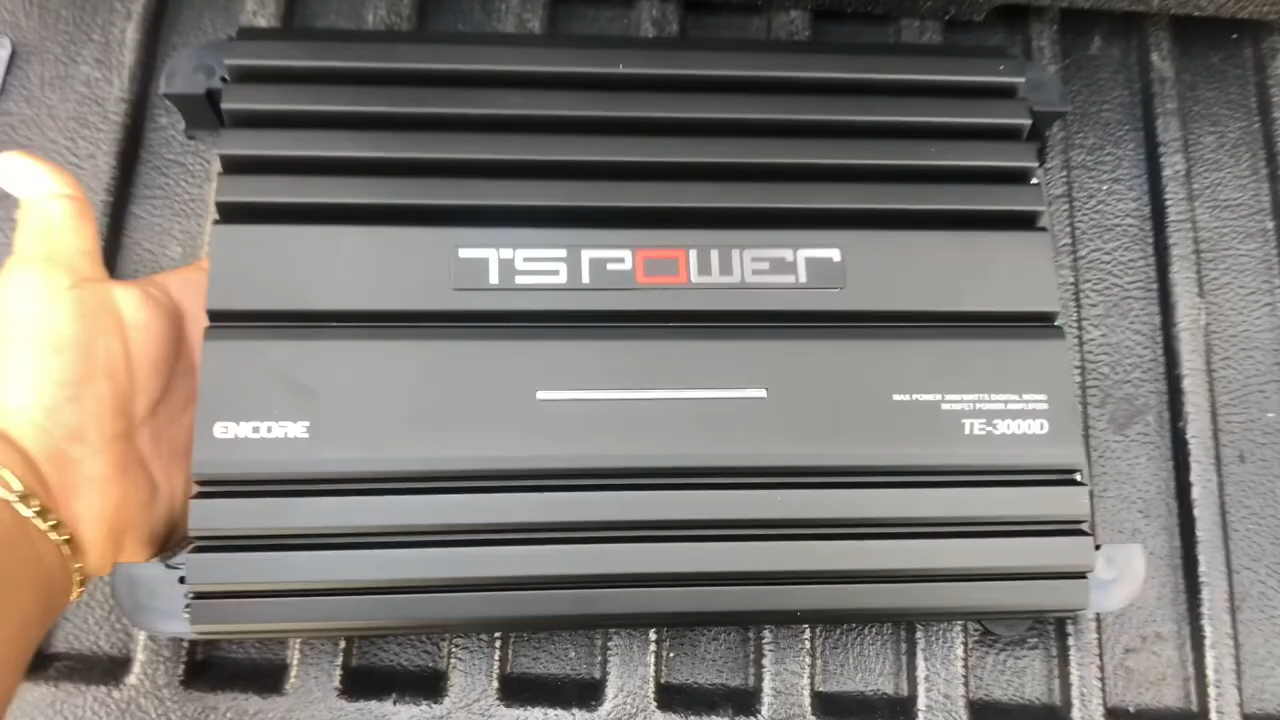 TS POWER
MAX POWER 3000 WATTS DIGITAL MONO
MOSFET POWER AMPLIFIER
ENCORE
TE-3000D